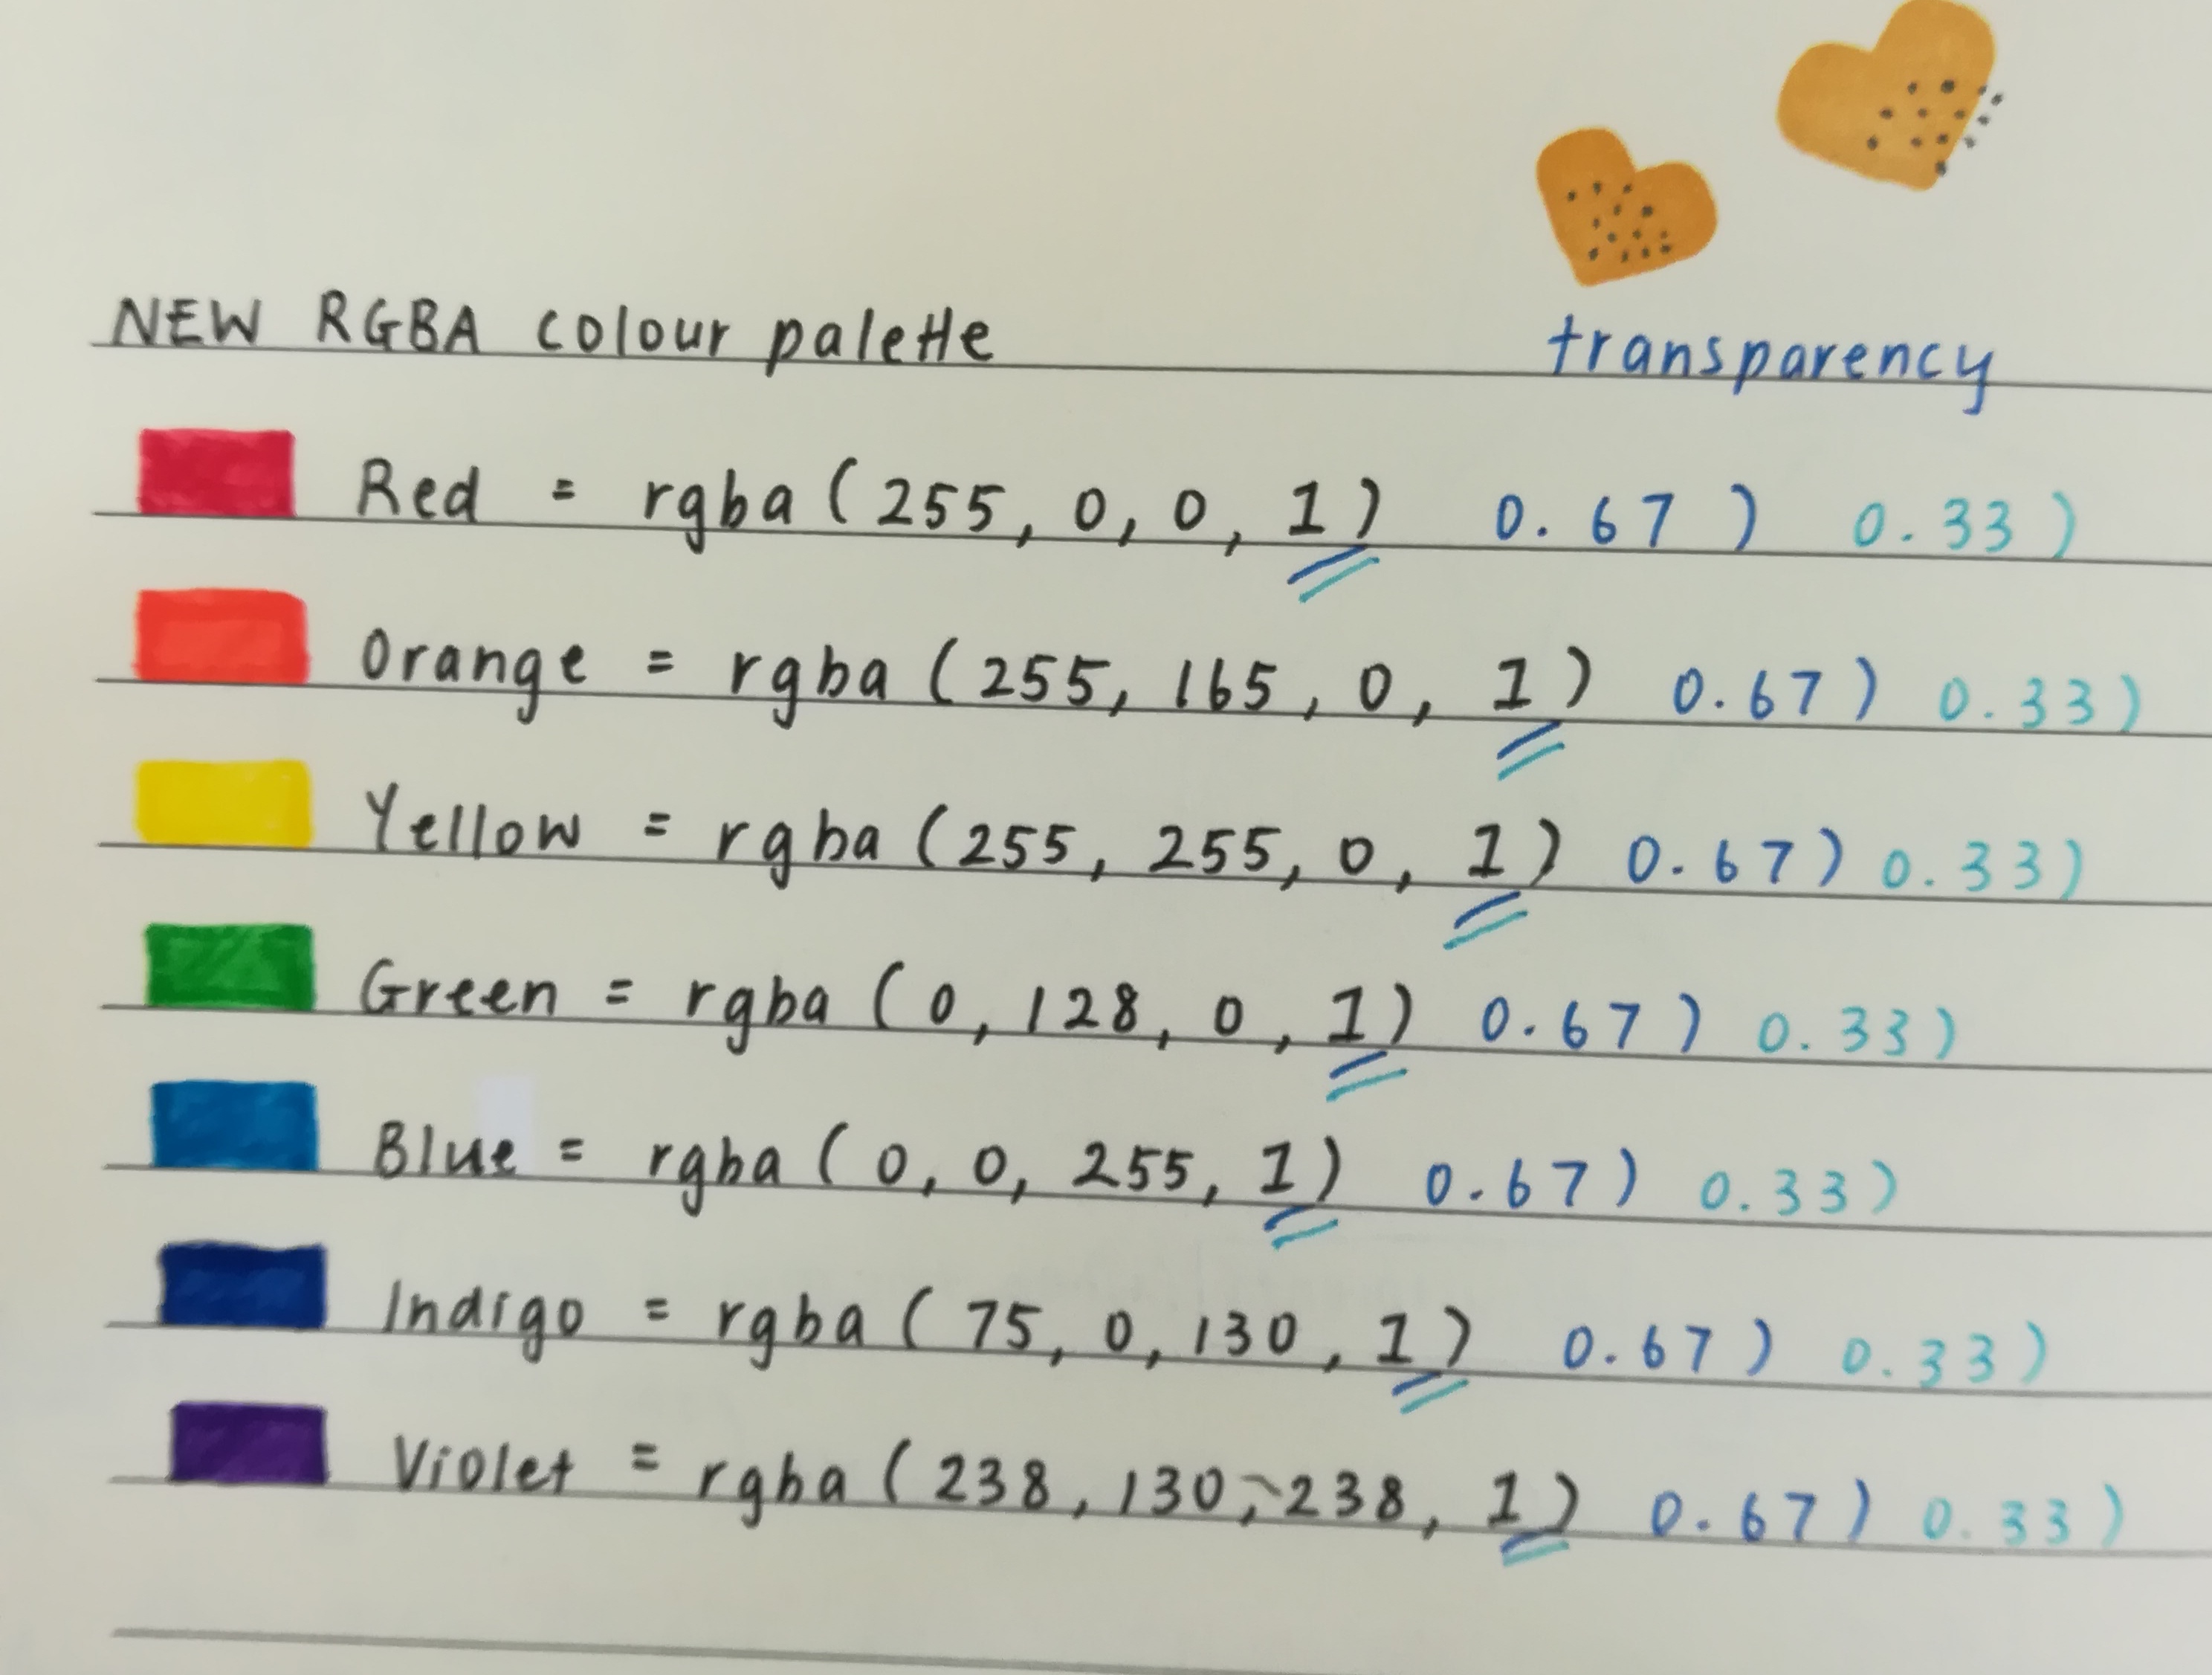 NEW RGBA colour palette transparency
Red = rgba (255, 0, 0, 1) 0.67) 0.33)
Orange = rgba (255, 165, 0, 1) 0.67) 0.33)
Yellow = rgba (255, 255, 0, 1) 0.67) 0.33)
Green = rgba (0, 128, 0, 1) 0.67) 0.33)
Blue = rgba (0, 0, 255, 1) 0.67) 0.33)
Indigo = rgba (75, 0, 130, 1) 0.67) 0.33)
Violet = rgba (238, 130, 238, 1) 0.67) 0.33)